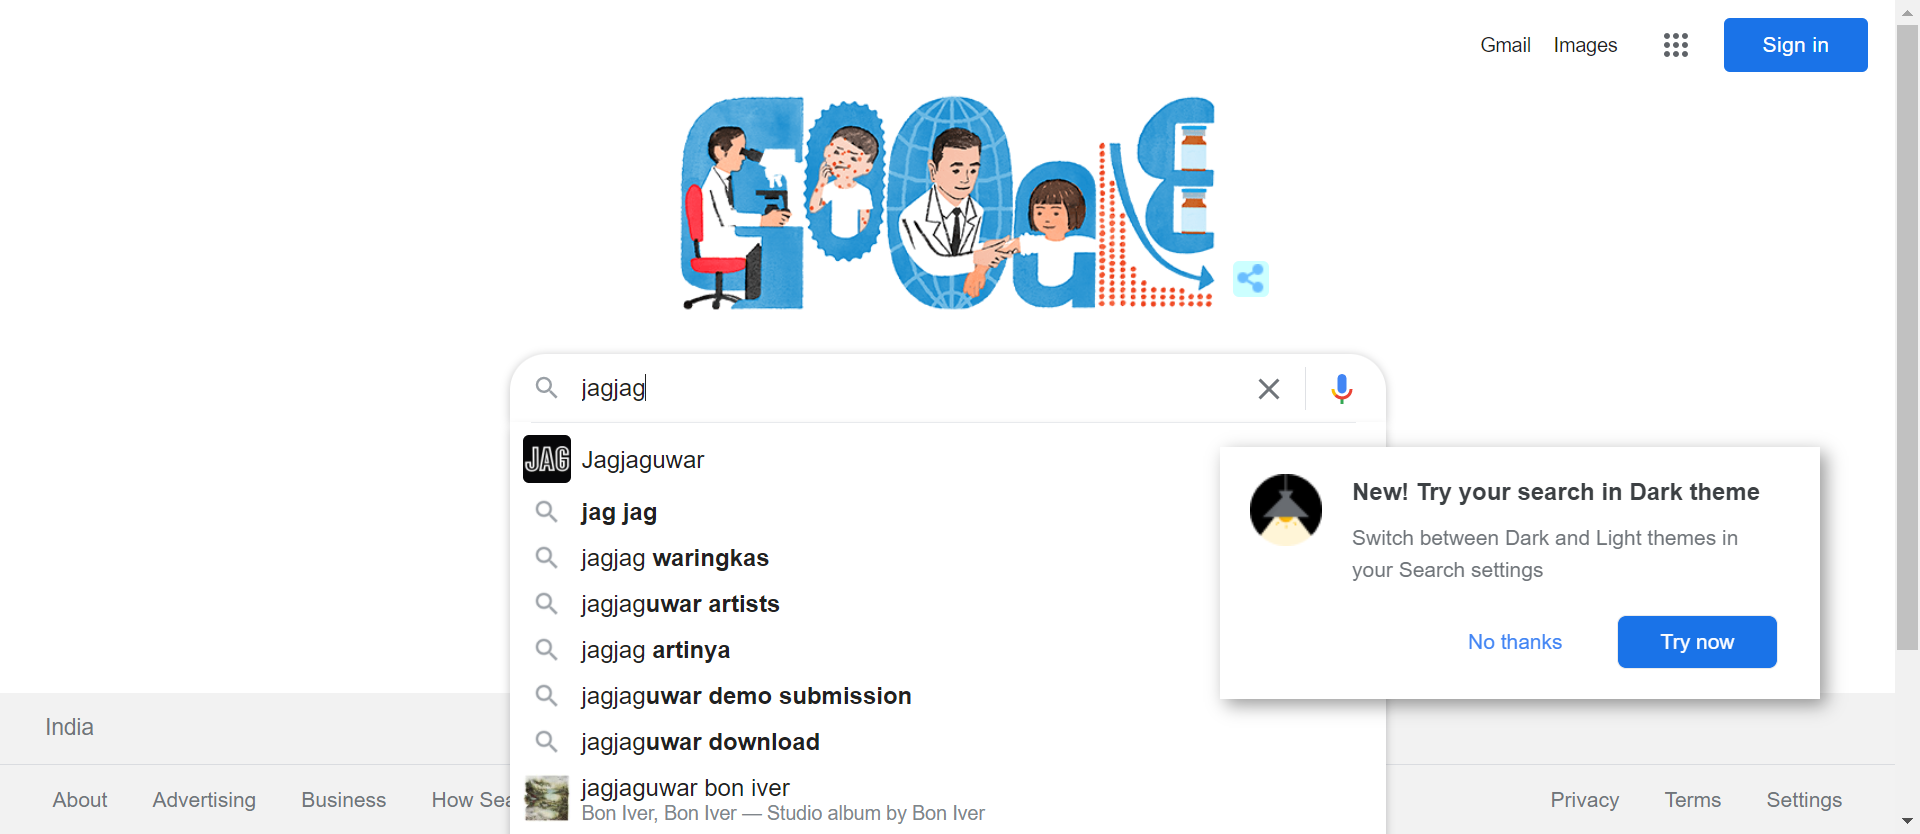 Gmail Images Sign in
Google
jagjag
JAG Jagjaguwar
jag jag
jagjag waringkas
jagjaguwar artists
jagjag artinya
jagjaguwar demo submission
jagjaguwar download
jagjaguwar bon iver
Bon Iver, Bon Iver — Studio album by Bon Iver
New! Try your search in Dark theme
Switch between Dark and Light themes in
your Search settings
No thanks Try now
India
About Advertising Business How Sea
Privacy Terms Settings